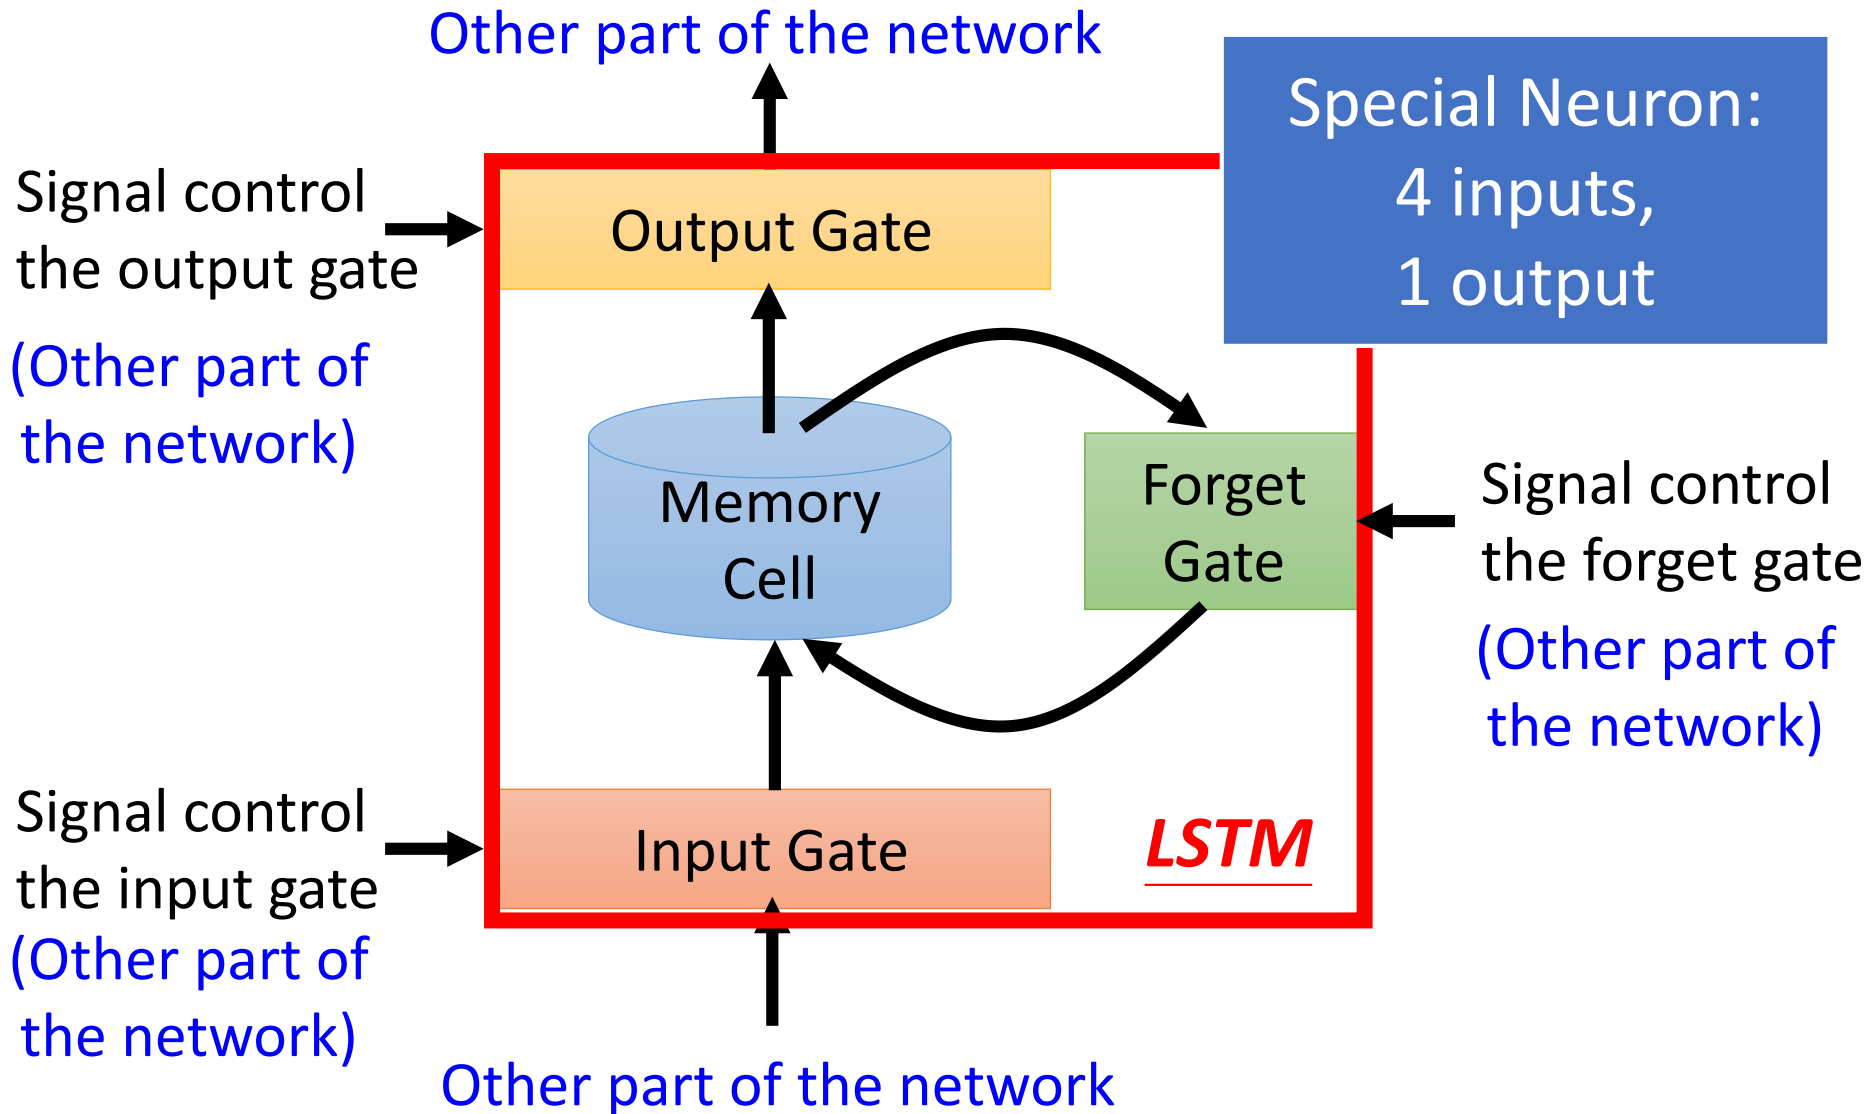 Other part of the network
Special Neuron:
4 inputs,
1 output
Signal control
the output gate
(Other part of
the network)
Output Gate
Memory
Cell
Forget
Gate
Signal control
the forget gate
(Other part of
the network)
Signal control
the input gate
(Other part of
the network)
Input Gate
LSTM
Other part of the network